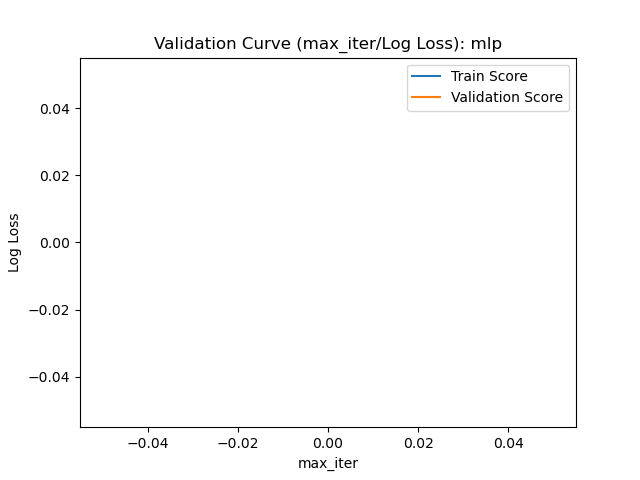 Validation Curve (max_iter/Log Loss): mlp
Train Score
Validation Score
0.04
0.02
0.00
−0.02
−0.04
Log Loss
−0.04
−0.02
0.00
0.02
0.04
max_iter